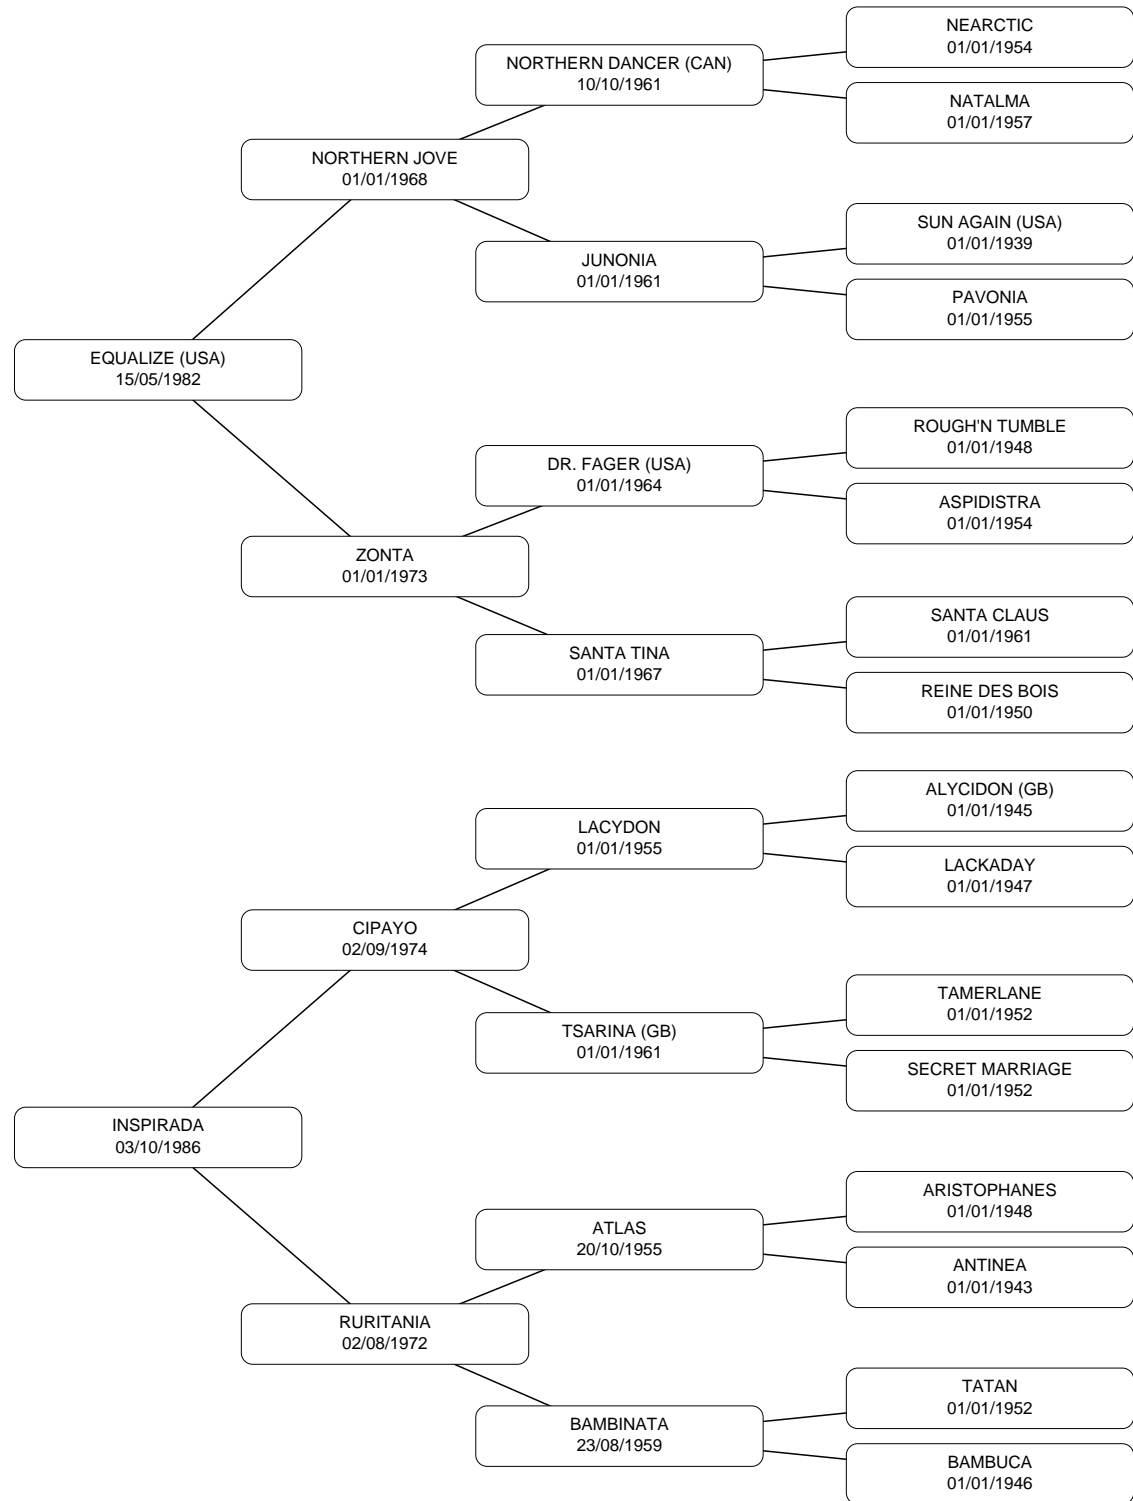 NEARCTIC
01/01/1954
NORTHERN DANCER (CAN)
10/10/1961
NATALMA
01/01/1957
NORTHERN JOVE
01/01/1968
SUN AGAIN (USA)
01/01/1939
JUNONIA
01/01/1961
PAVONIA
01/01/1955
EQUALIZE (USA)
15/05/1982
ROUGH'N TUMBLE
01/01/1948
DR. FAGER (USA)
01/01/1964
ASPIDISTRA
01/01/1954
ZONTA
01/01/1973
SANTA CLAUS
01/01/1961
SANTA TINA
01/01/1967
REINE DES BOIS
01/01/1950
ALYCIDON (GB)
01/01/1945
LACYDON
01/01/1955
LACKADAY
01/01/1947
CIPAYO
02/09/1974
TAMERLANE
01/01/1952
TSARINA (GB)
01/01/1961
SECRET MARRIAGE
01/01/1952
INSPIRADA
03/10/1986
ARISTOPHANES
01/01/1948
ATLAS
20/10/1955
ANTINEA
01/01/1943
RURITANIA
02/08/1972
TATAN
01/01/1952
BAMBINATA
23/08/1959
BAMBUCA
01/01/1946